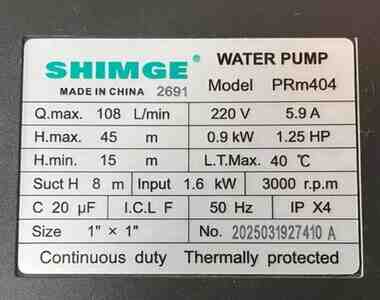 SHIMGE® WATER PUMP
MADE IN CHINA 2691 Model PRm404
Q.max. 108 L/min 220 V 5.9 A
H.max. 45 m 0.9 kW 1.25 HP
H.min. 15 m L.T.Max. 40 ℃
Suct H 8 m Input 1.6 kW 3000 r.p.m
C 20 µF I.C.L F 50 Hz IP X4
Size 1" × 1" No. 2025031927410 A
Continuous duty Thermally protected